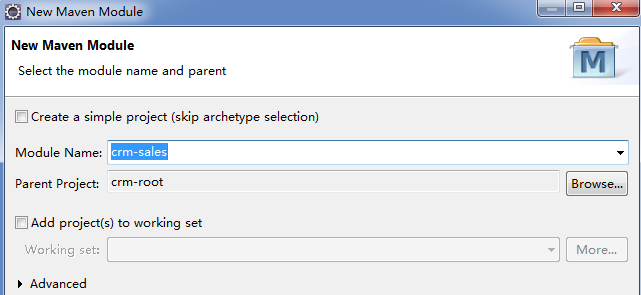 New Maven Module
New Maven Module
Select the module name and parent
M
Create a simple project (skip archetype selection)
Module Name: crm-sales
Parent Project: crm-root Browse...
Add project(s) to working set
Working set: More...
Advanced